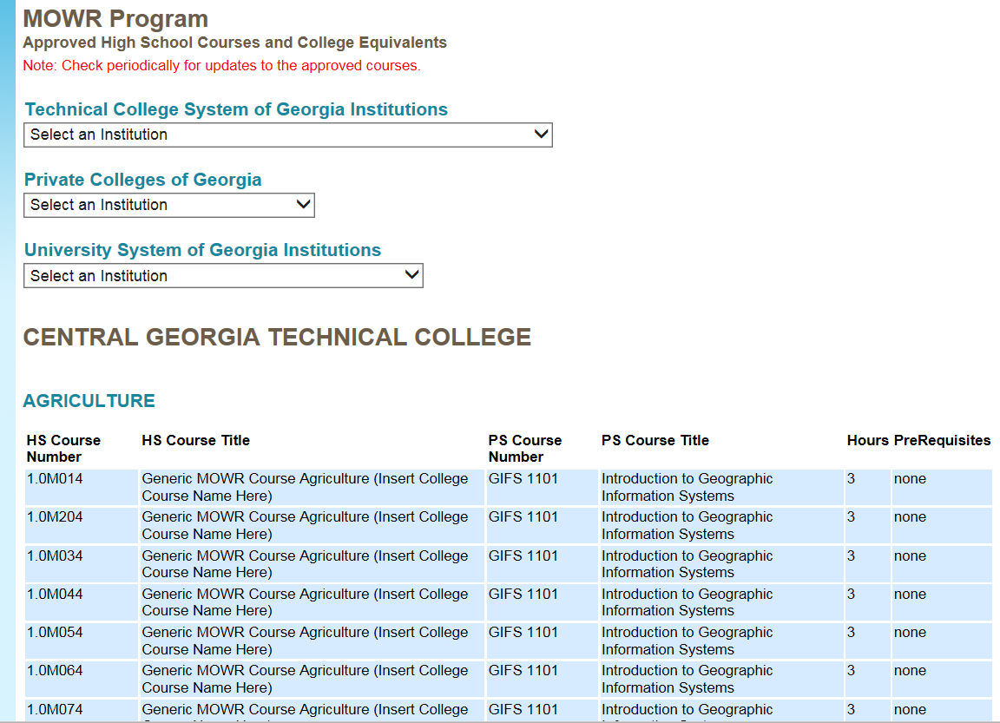 MOWR Program
Approved High School Courses and College Equivalents
Note: Check periodically for updates to the approved courses.
Technical College System of Georgia Institutions
Select an Institution
Private Colleges of Georgia
Select an Institution
University System of Georgia Institutions
Select an Institution
CENTRAL GEORGIA TECHNICAL COLLEGE
AGRICULTURE
HS Course HS Course Title PS Course PS Course Title Hours PreRequisites
Number Number
1.0M014 Generic MOWR Course Agriculture (Insert College GIFS 1101 Introduction to Geographic 3 none
Course Name Here) Information Systems
1.0M204 Generic MOWR Course Agriculture (Insert College GIFS 1101 Introduction to Geographic 3 none
Course Name Here) Information Systems
1.0M034 Generic MOWR Course Agriculture (Insert College GIFS 1101 Introduction to Geographic 3 none
Course Name Here) Information Systems
1.0M044 Generic MOWR Course Agriculture (Insert College GIFS 1101 Introduction to Geographic 3 none
Course Name Here) Information Systems
1.0M054 Generic MOWR Course Agriculture (Insert College GIFS 1101 Introduction to Geographic 3 none
Course Name Here) Information Systems
1.0M064 Generic MOWR Course Agriculture (Insert College GIFS 1101 Introduction to Geographic 3 none
Course Name Here) Information Systems
1.0M074 Generic MOWR Course Agriculture (Insert College GIFS 1101 Introduction to Geographic 3 none